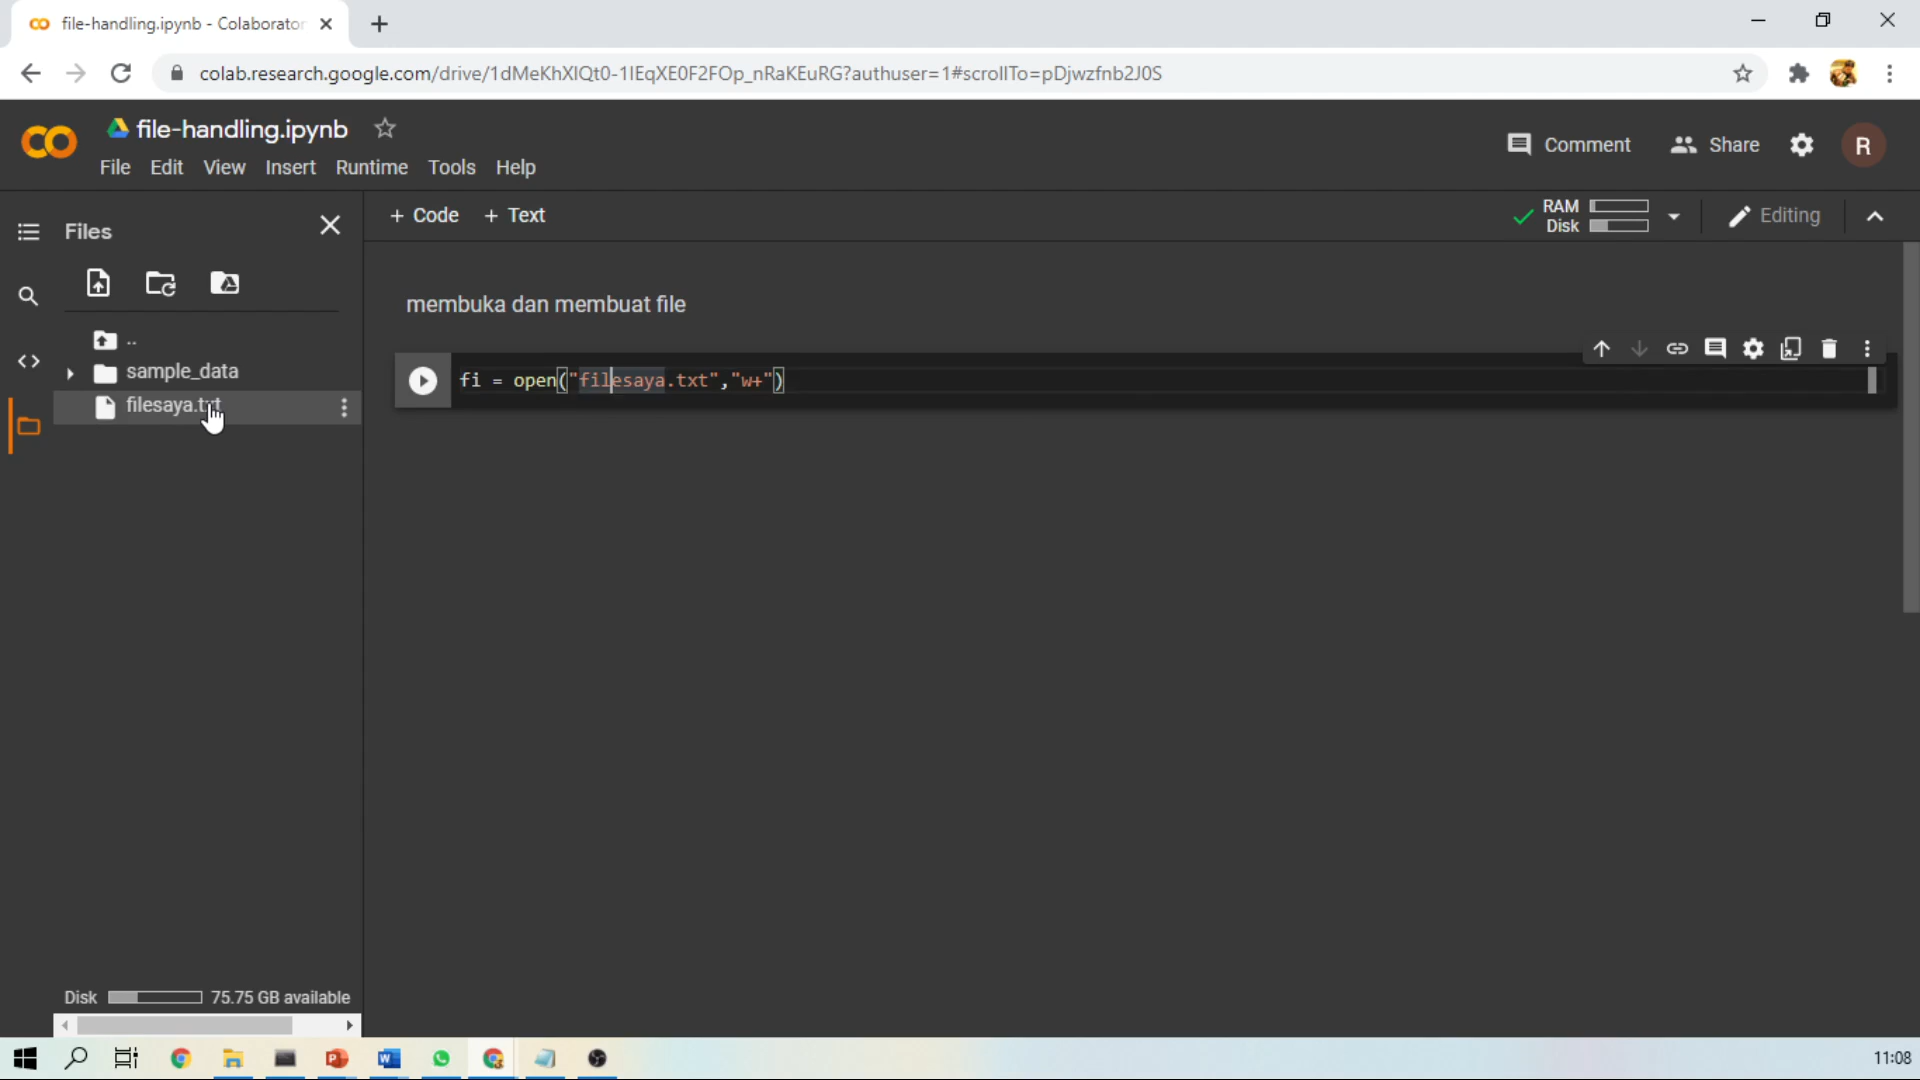 file-handling.ipynb - Colaborator
colab.research.google.com/drive/1dMeKhXIQt0-1IEqXE0F2FOp_nRaKEuRG?authuser=1#scrollTo=pDjwzfnb2J0S
file-handling.ipynb
Comment
Share
R
File Edit View Insert Runtime Tools Help
Files
+ Code + Text
RAM
Disk
Editing
..
sample_data
filesaya.txt
membuka dan membuat file
fi = open("filesaya.txt","w+")
Disk 75.75 GB available
11:08